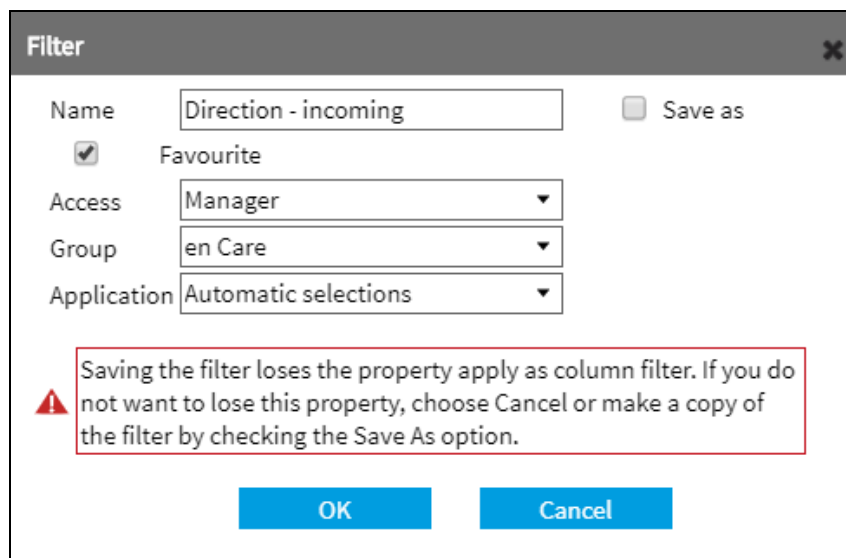 Filter
Name Direction - incoming Save as
Favourite
Access Manager
Group en Care
Application Automatic selections
Saving the filter loses the property apply as column filter. If you do
not want to lose this property, choose Cancel or make a copy of
the filter by checking the Save As option.
OK Cancel